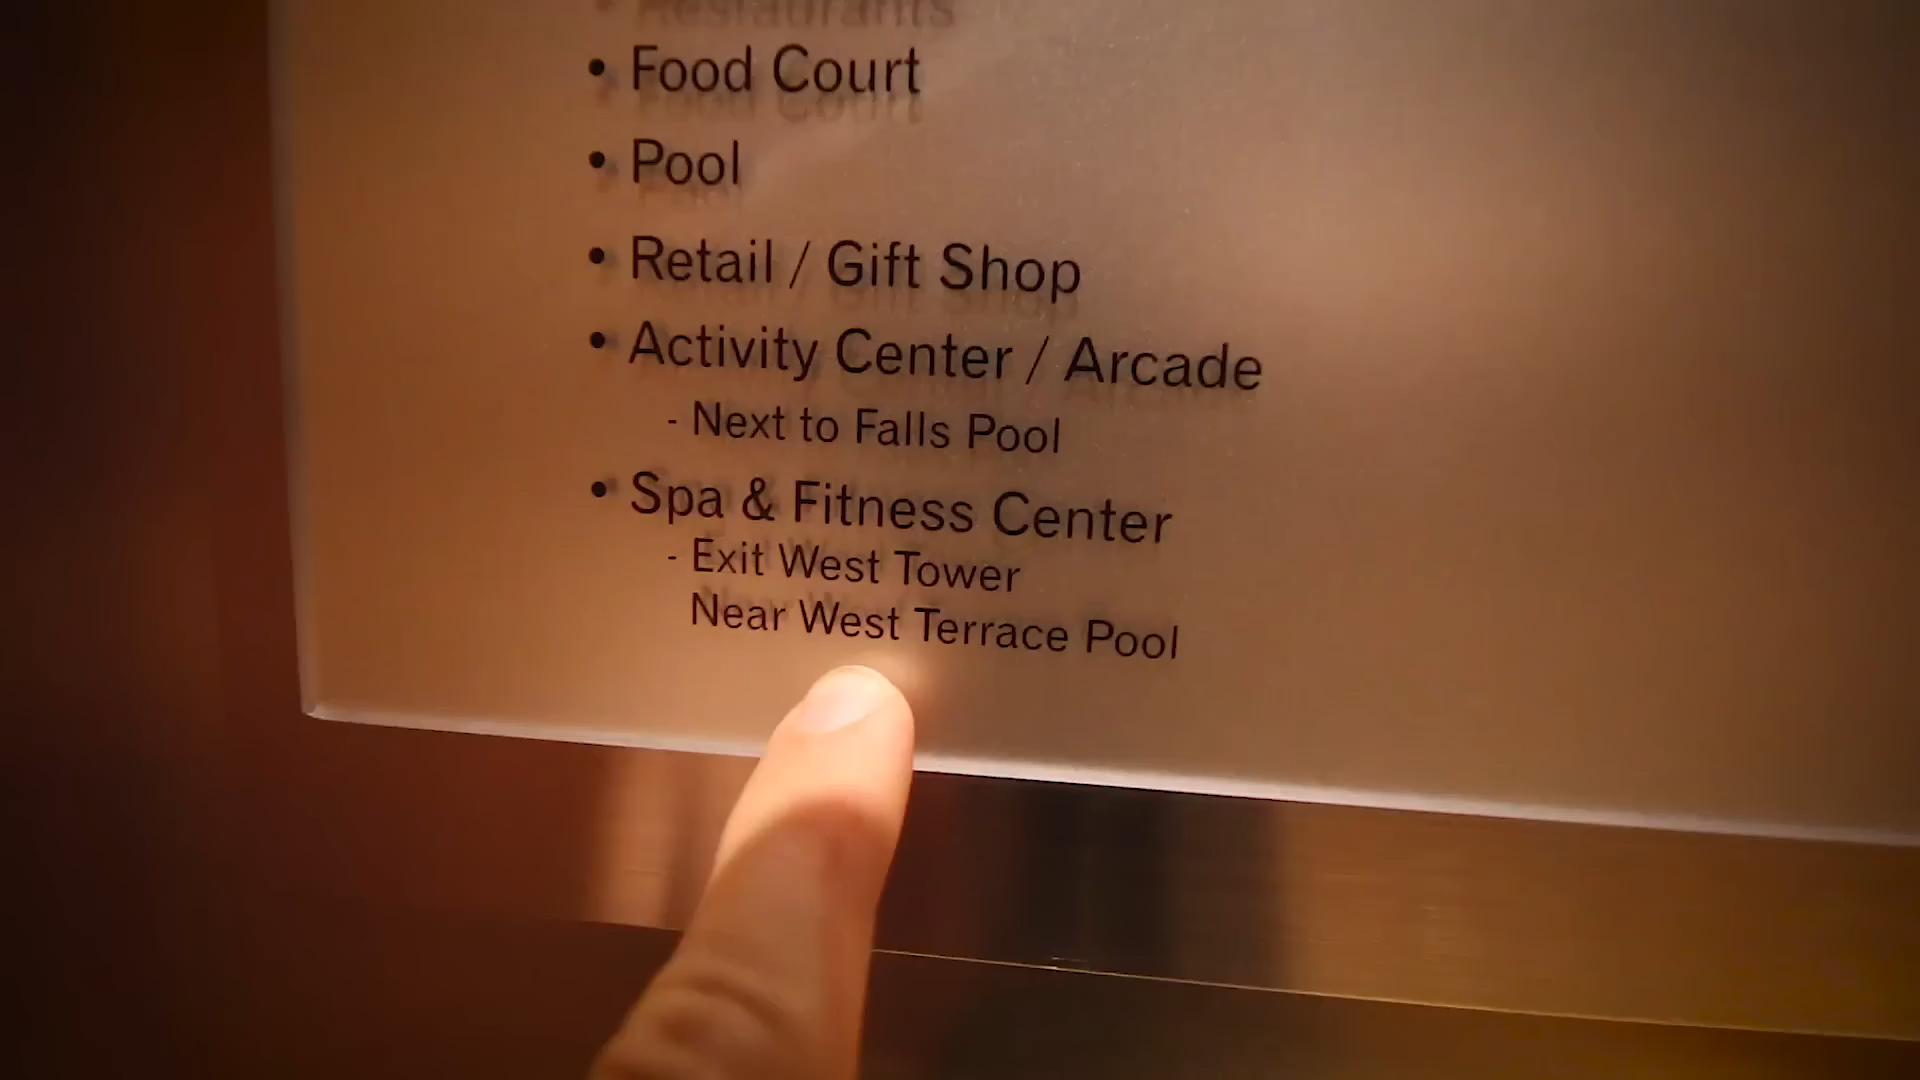 • Restaurants
• Food Court
• Pool
• Retail / Gift Shop
• Activity Center / Arcade
- Next to Falls Pool
• Spa & Fitness Center
- Exit West Tower
Near West Terrace Pool